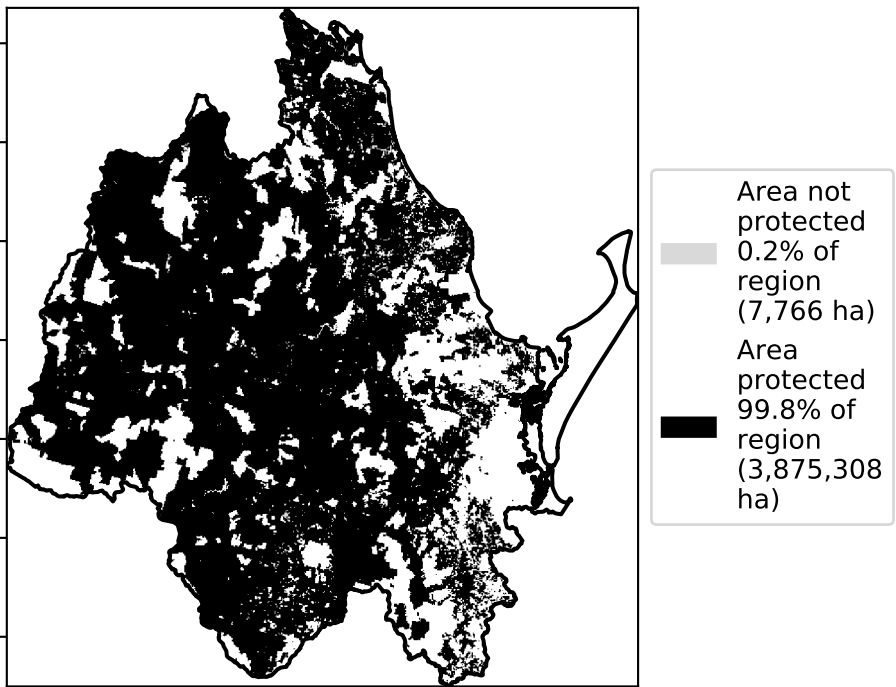 Area not
protected
0.2% of
region
(7,766 ha)
Area
protected
99.8% of
region
(3,875,308
ha)